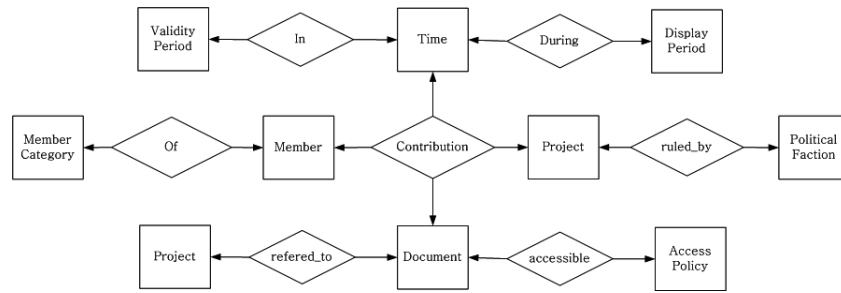 Validity
Period
In
Time
During
Display
Period
Member
Category
Of
Member
Contribution
Project
ruled_by
Political
Faction
Project
refered_to
Document
accessible
Access
Policy